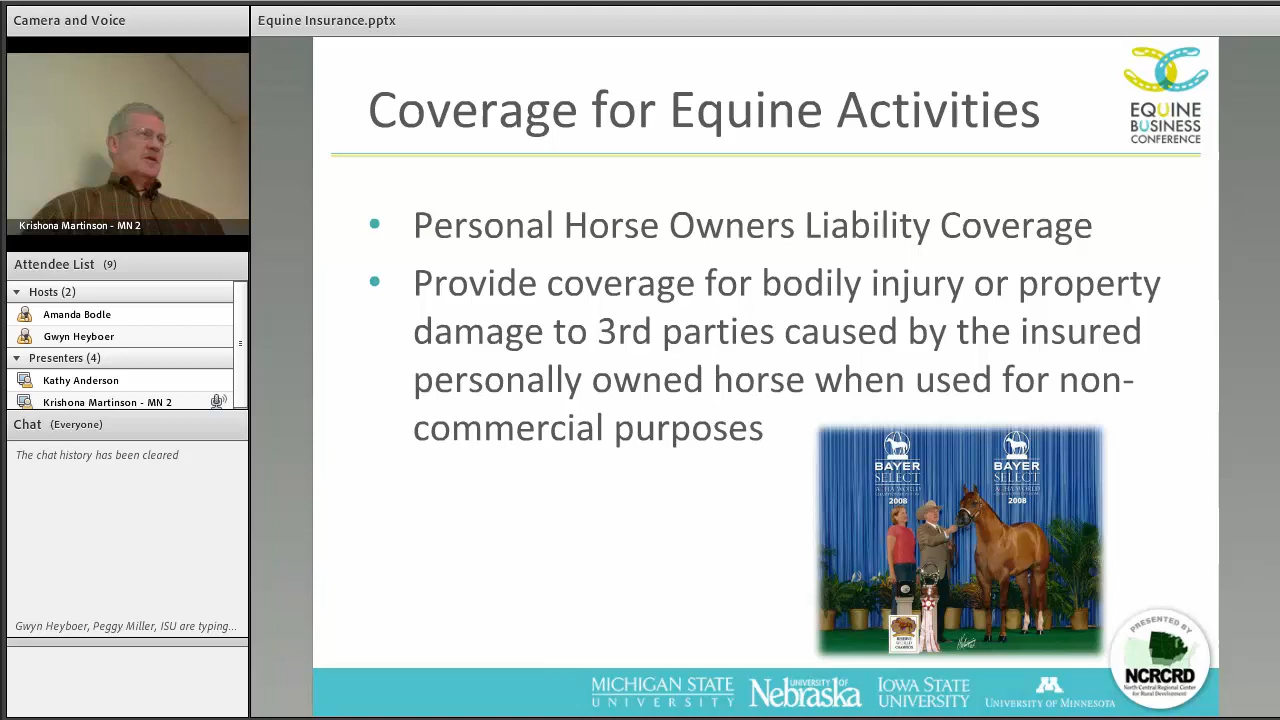 Camera and Voice
Equine Insurance.pptx
Krishona Martinson - MN 2
Attendee List (9)
Hosts (2)
Amanda Bodle
Gwyn Heyboer
Presenters (4)
Kathy Anderson
Krishona Martinson - MN 2
Chat (Everyone)
The chat history has been cleared
Gwyn Heyboer, Peggy Miller, ISU are typing...
Coverage for Equine Activities
EQUINE
BUSINESS
CONFERENCE
• Personal Horse Owners Liability Coverage
• Provide coverage for bodily injury or property
damage to 3rd parties caused by the insured
personally owned horse when used for non-
commercial purposes
BAYER
SELECT
2008
BAYER
SELECT
2008
PRESENTED BY
NCRCRD
North Central Regional Center
for Rural Development
MICHIGAN STATE
UNIVERSITY
UNIVERSITY OF
Nebraska
IOWA STATE
UNIVERSITY
UNIVERSITY OF MINNESOTA